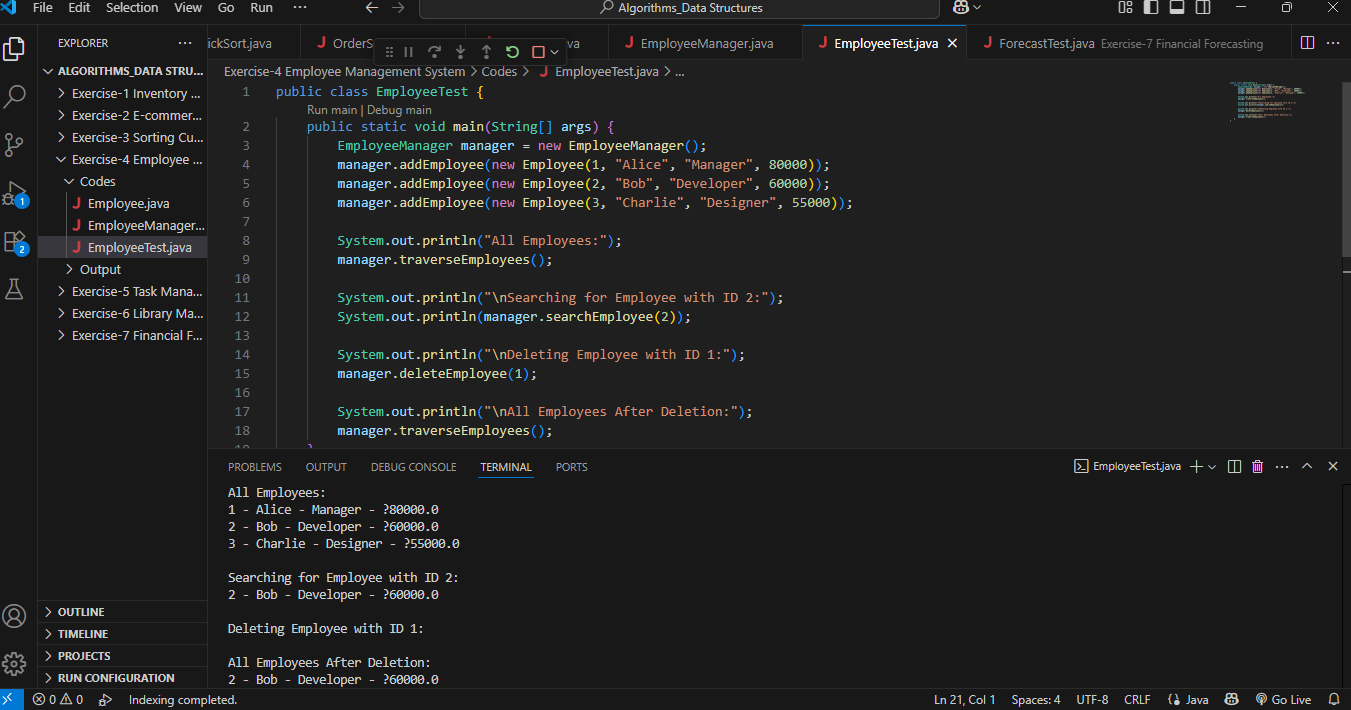 File Edit Selection View Go Run ··· Algorithms_Data Structures
EXPLORER ···
ickSort.java OrderS va EmployeeManager.java EmployeeTest.java ForecastTest.java Exercise-7 Financial Forecasting ···
Exercise-4 Employee Management System > Codes > EmployeeTest.java > ...
ALGORITHMS_DATA STRU...
Exercise-1 Inventory ...
Exercise-2 E-commer...
Exercise-3 Sorting Cu...
Exercise-4 Employee ...
Codes
Employee.java
EmployeeManager...
EmployeeTest.java
Output
Exercise-5 Task Mana...
Exercise-6 Library Ma...
Exercise-7 Financial F...
OUTLINE
TIMELINE
PROJECTS
RUN CONFIGURATION
1
2
1 public class EmployeeTest {
Run main | Debug main
2 public static void main(String[] args) {
3 EmployeeManager manager = new EmployeeManager();
4 manager.addEmployee(new Employee(1, "Alice", "Manager", 80000));
5 manager.addEmployee(new Employee(2, "Bob", "Developer", 60000));
6 manager.addEmployee(new Employee(3, "Charlie", "Designer", 55000));
7
8 System.out.println("All Employees:");
9 manager.traverseEmployees();
10
11 System.out.println("\nSearching for Employee with ID 2:");
12 System.out.println(manager.searchEmployee(2));
13
14 System.out.println("\nDeleting Employee with ID 1:");
15 manager.deleteEmployee(1);
16
17 System.out.println("\nAll Employees After Deletion:");
18 manager.traverseEmployees();
19 }
PROBLEMS OUTPUT DEBUG CONSOLE TERMINAL PORTS EmployeeTest.java ···
All Employees:
1 - Alice - Manager - ?80000.0
2 - Bob - Developer - ?60000.0
3 - Charlie - Designer - ?55000.0
Searching for Employee with ID 2:
2 - Bob - Developer - ?60000.0
Deleting Employee with ID 1:
All Employees After Deletion:
2 - Bob - Developer - ?60000.0
0 0 Indexing completed. Ln 21, Col 1 Spaces: 4 UTF-8 CRLF Java Go Live